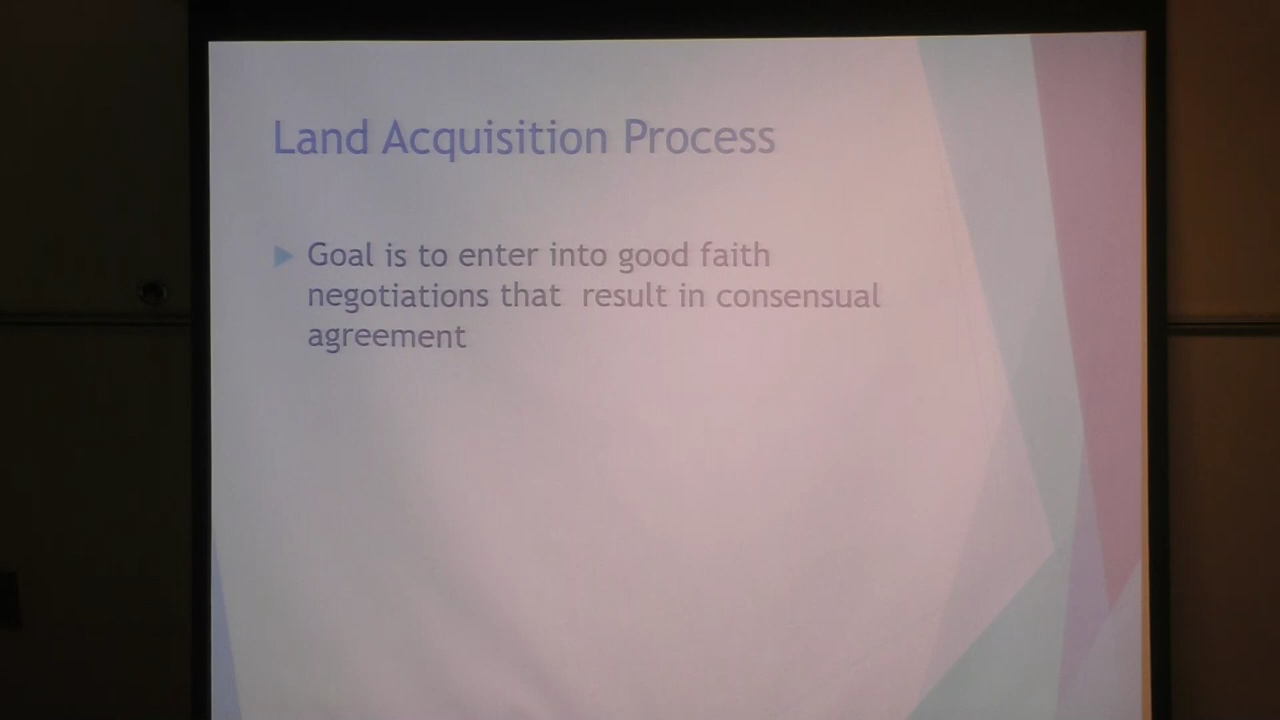 Land Acquisition Process
Goal is to enter into good faith
negotiations that  result in consensual
agreement